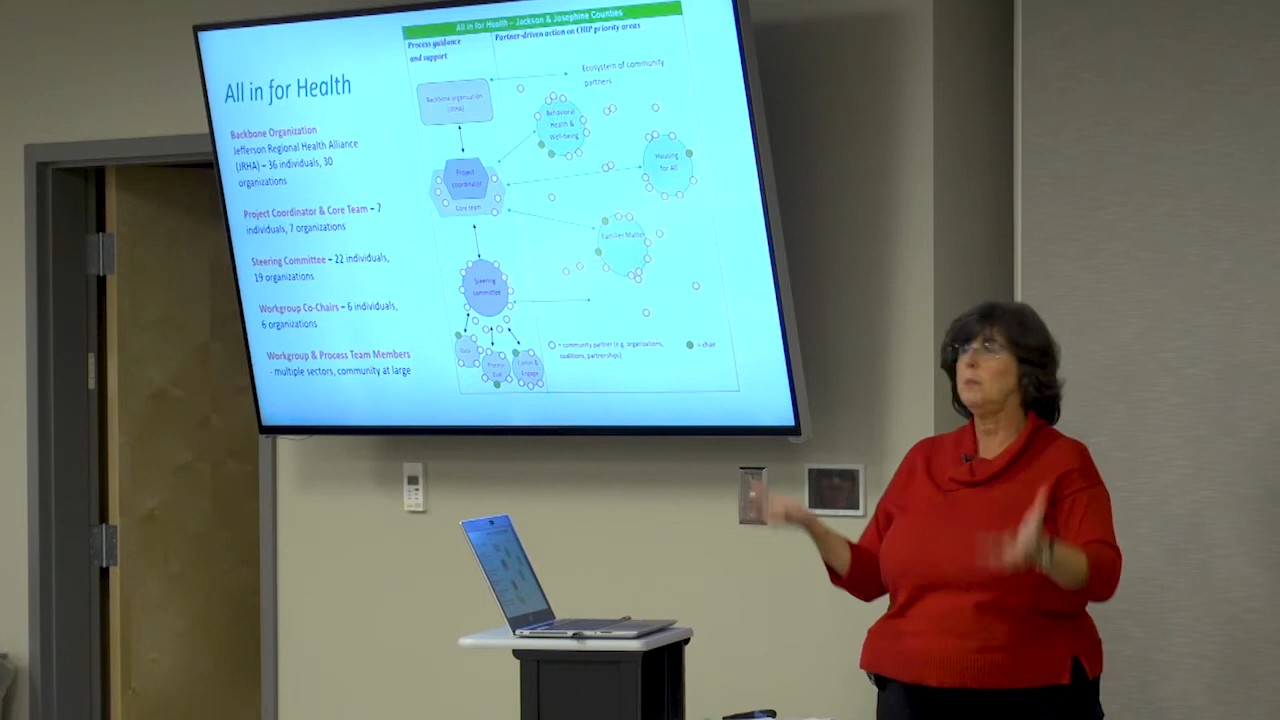 All in for Health
Backbone Organization
Jefferson Regional Health Alliance
(JRHA) – 36 individuals, 30
organizations
Project Coordinator & Core Team – 7
individuals, 7 organizations
Steering Committee – 22 individuals,
19 organizations
Workgroup Co-Chairs – 6 individuals,
6 organizations
Workgroup & Process Team Members
- multiple sectors, community at large
All in for Health – Jackson & Josephine Counties
Process guidance
and support
Partner-driven action on CHIP priority areas
Backbone organization
(JRHA)
Ecosystem of community
partners
Behavioral
Health &
Well-being
Housing
for All
Project
coordinator
Core team
Families Matter
Steering
committee
Data
Process
Eval
Comm &
Engage
= community partner (e.g. organizations,
coalitions, partnerships)
= chair